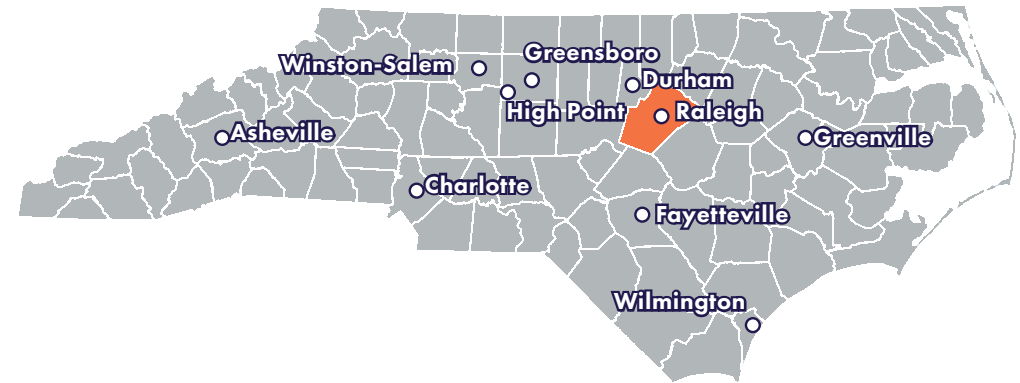 Greensboro
Winston-Salem
Durham
High Point
Raleigh
Asheville
Greenville
Charlotte
Fayetteville
Wilmington